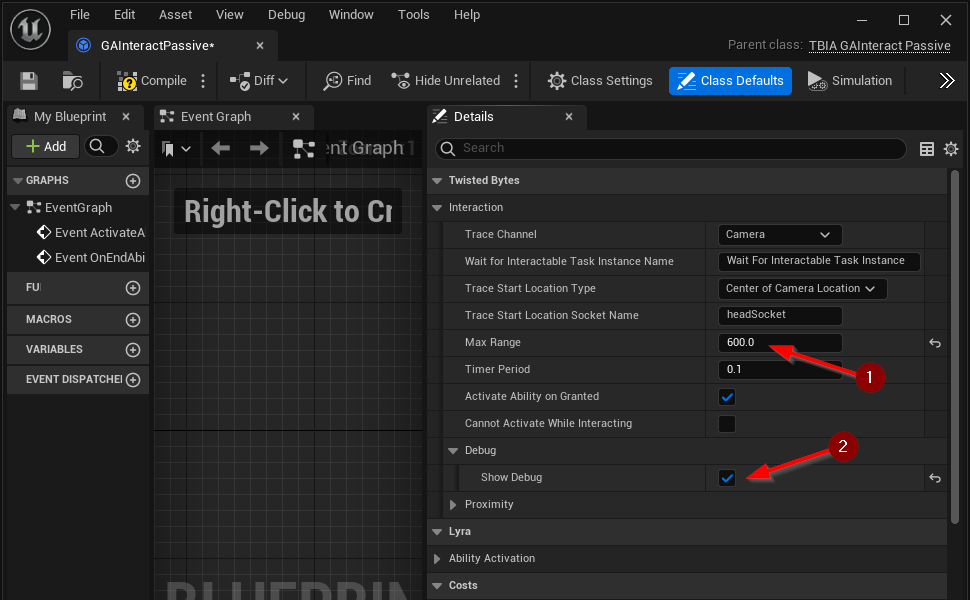 File Edit Asset View Debug Window Tools Help
GAInteractPassive*
Parent class: TBIA GAInteract Passive
Compile Diff Find Hide Unrelated Class Settings Class Defaults Simulation
My Blueprint Event Graph Details
Add
ent Graph
Search
GRAPHS
EventGraph
Event ActivateA
Event OnEndAbi
FU
MACROS
VARIABLES
EVENT DISPATCHE
Right-Click to Cr
BLUEPRIN
Twisted Bytes
Interaction
Trace Channel Camera
Wait for Interactable Task Instance Name Wait For Interactable Task Instance
Trace Start Location Type Center of Camera Location
Trace Start Location Socket Name headSocket
Max Range 600.0
1
Timer Period 0.1
Activate Ability on Granted
Cannot Activate While Interacting
2
Debug
Show Debug
Proximity
Lyra
Ability Activation
Costs